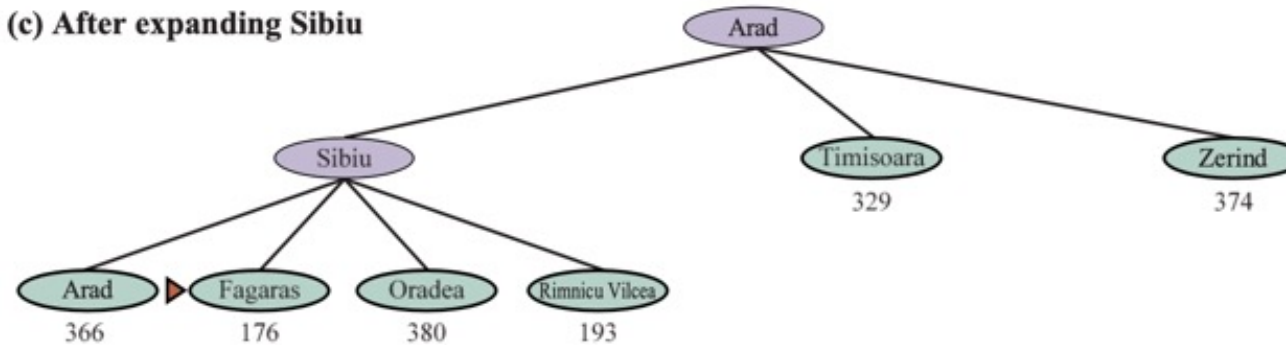 (c) After expanding Sibiu
Arad
Sibiu
Timisoara
Zerind
329
374
Arad
Fagaras
Oradea
Rimnicu Vilcea
366
176
380
193